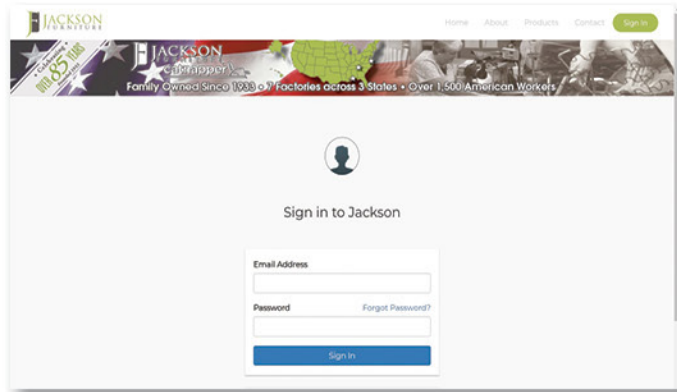 JACKSON
FURNITURE
Home About Products Contact Sign In
Celebrating
OVER 85 YEARS
JACKSON
FURNITURE
catnapper
Family Owned Since 1933 • 7 Factories across 3 States • Over 1,500 American Workers
Sign in to Jackson
Email Address
Password Forgot Password?
Sign In